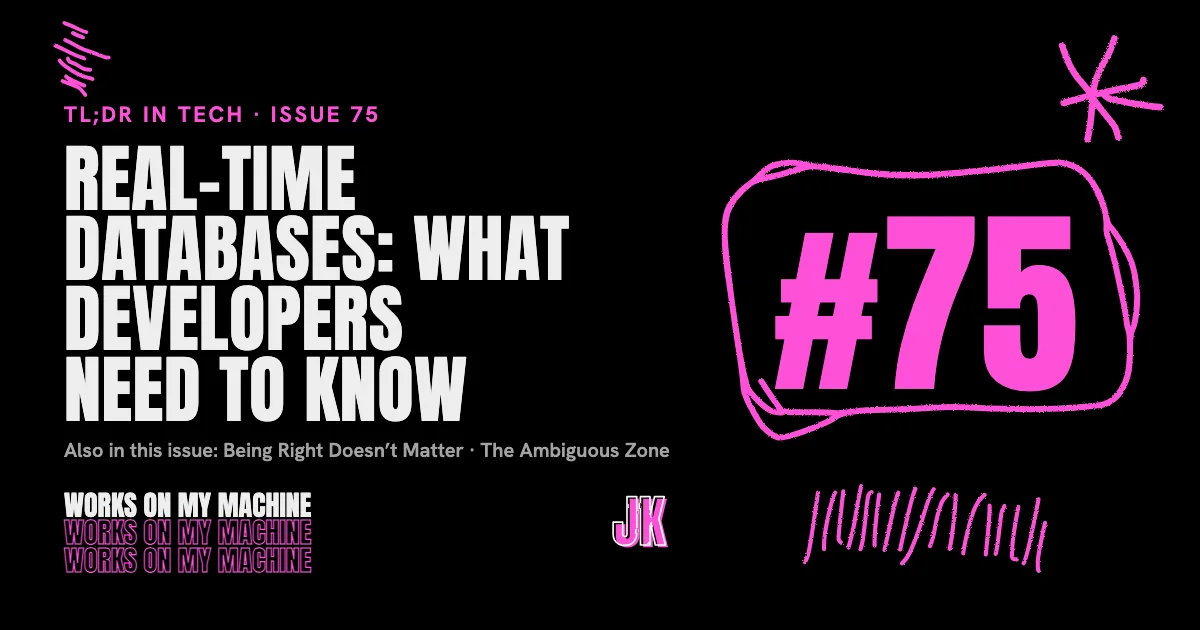 TL;DR IN TECH · ISSUE 75
REAL-TIME
DATABASES: WHAT
DEVELOPERS
NEED TO KNOW
Also in this issue: Being Right Doesn’t Matter · The Ambiguous Zone
WORKS ON MY MACHINE
WORKS ON MY MACHINE
WORKS ON MY MACHINE
JK
#75